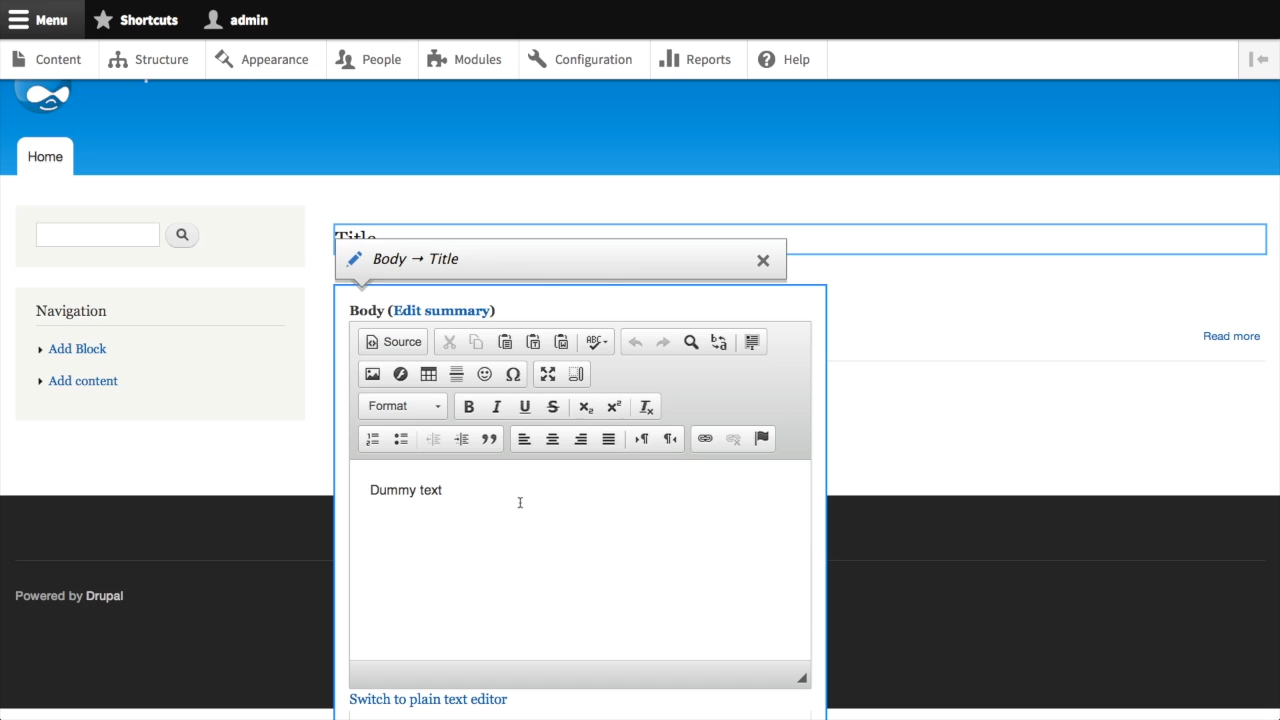 Menu Shortcuts admin
Content Structure Appearance People Modules Configuration Reports Help
Home
Title
Body → Title
Navigation
Add Block
Add content
Body (Edit summary)
Source
Format
Dummy text
Switch to plain text editor
Read more
Powered by Drupal